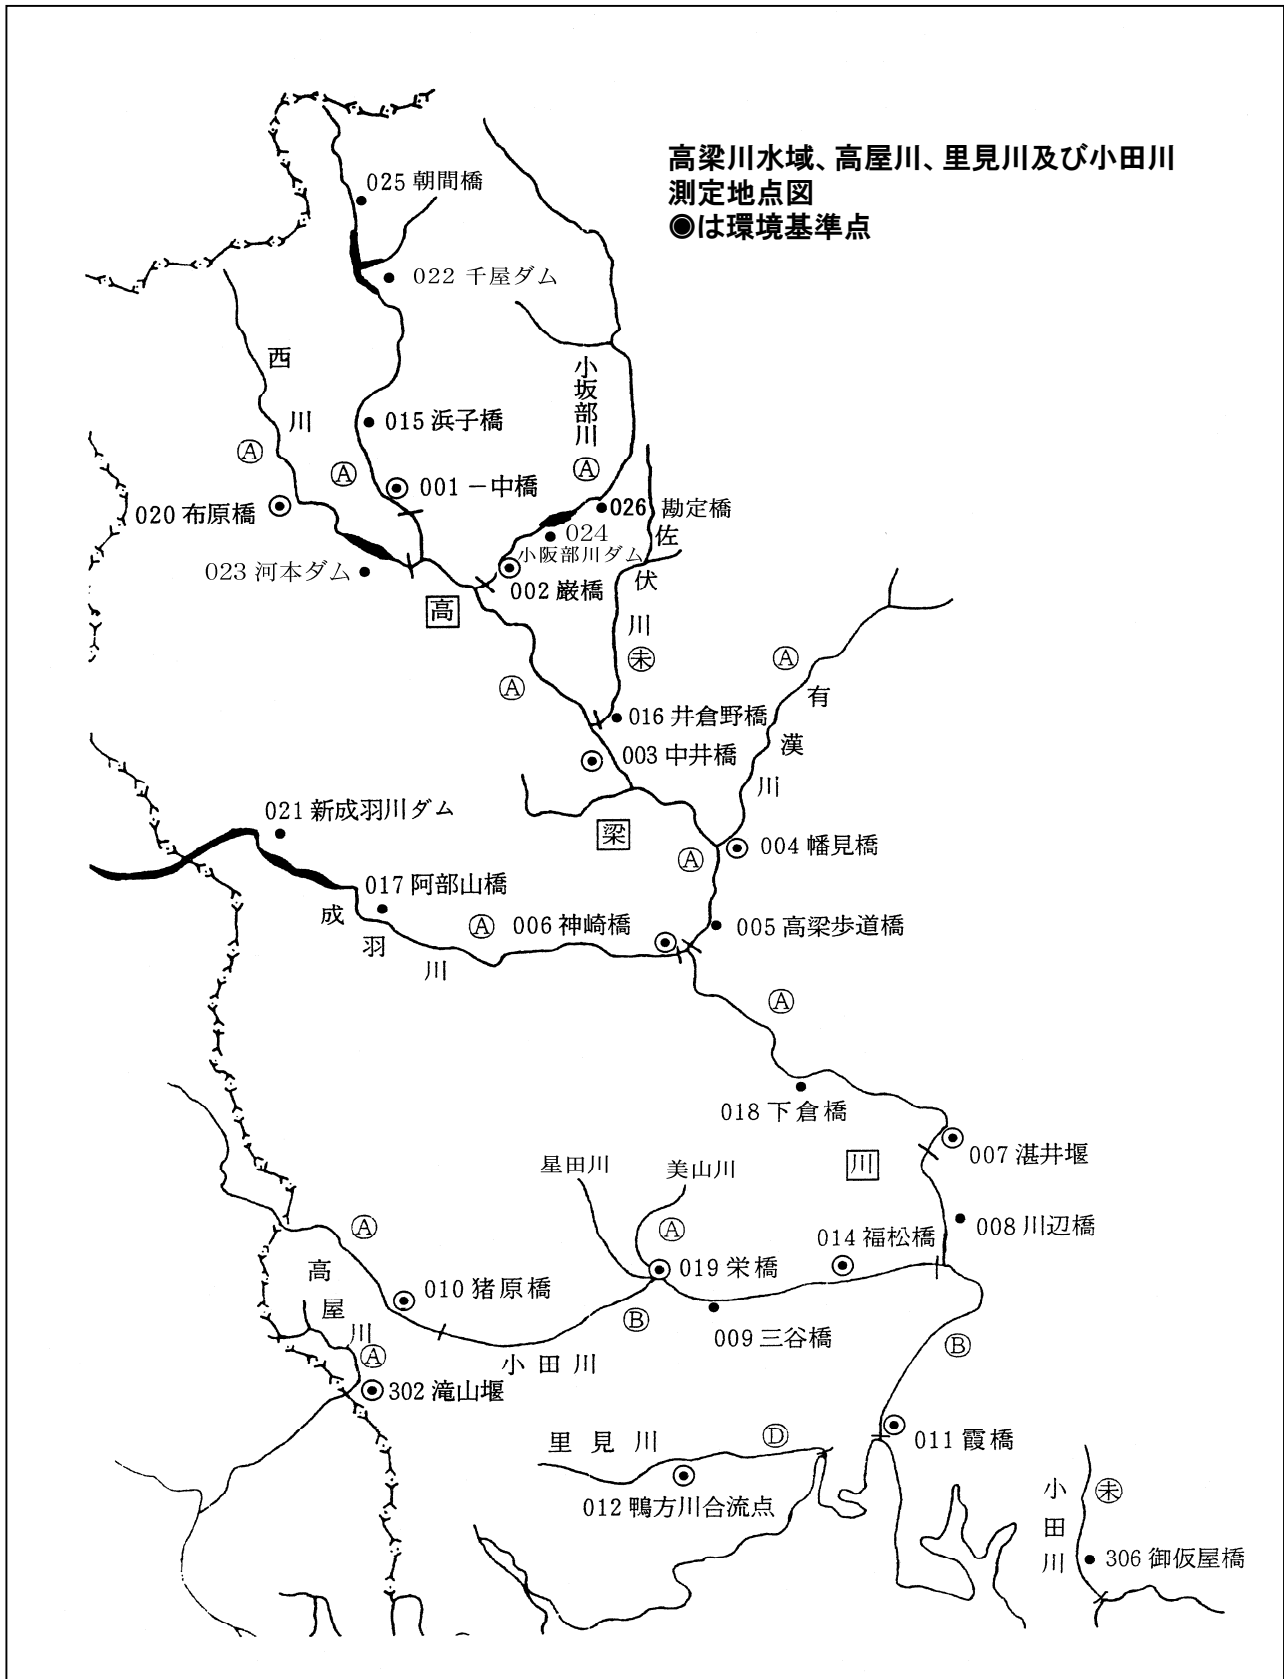 高梁川水域、高屋川、里見川及び小田川
測定地点図
◉は環境基準点
025 朝間橋
022 千屋ダム
西川
小坂部川
015 浜子橋
Ⓐ
Ⓐ
Ⓐ
001 一中橋
020 布原橋
026 勘定橋
024
小阪部川ダム
佐伏川
023 河本ダム
002 巌橋
高
未
Ⓐ
有漢川
Ⓐ
016 井倉野橋
003 中井橋
021 新成羽川ダム
梁
004 幡見橋
Ⓐ
017 阿部山橋
成羽川
Ⓐ
006 神崎橋
005 高梁歩道橋
Ⓐ
018 下倉橋
007 湛井堰
川
星田川
美山川
Ⓐ
Ⓐ
008 川辺橋
014 福松橋
019 栄橋
高屋川
010 猪原橋
Ⓑ
009 三谷橋
Ⓑ
小田川
Ⓐ
302 滝山堰
里見川
Ⓓ
011 霞橋
012 鴨方川合流点
小田川
未
306 御仮屋橋